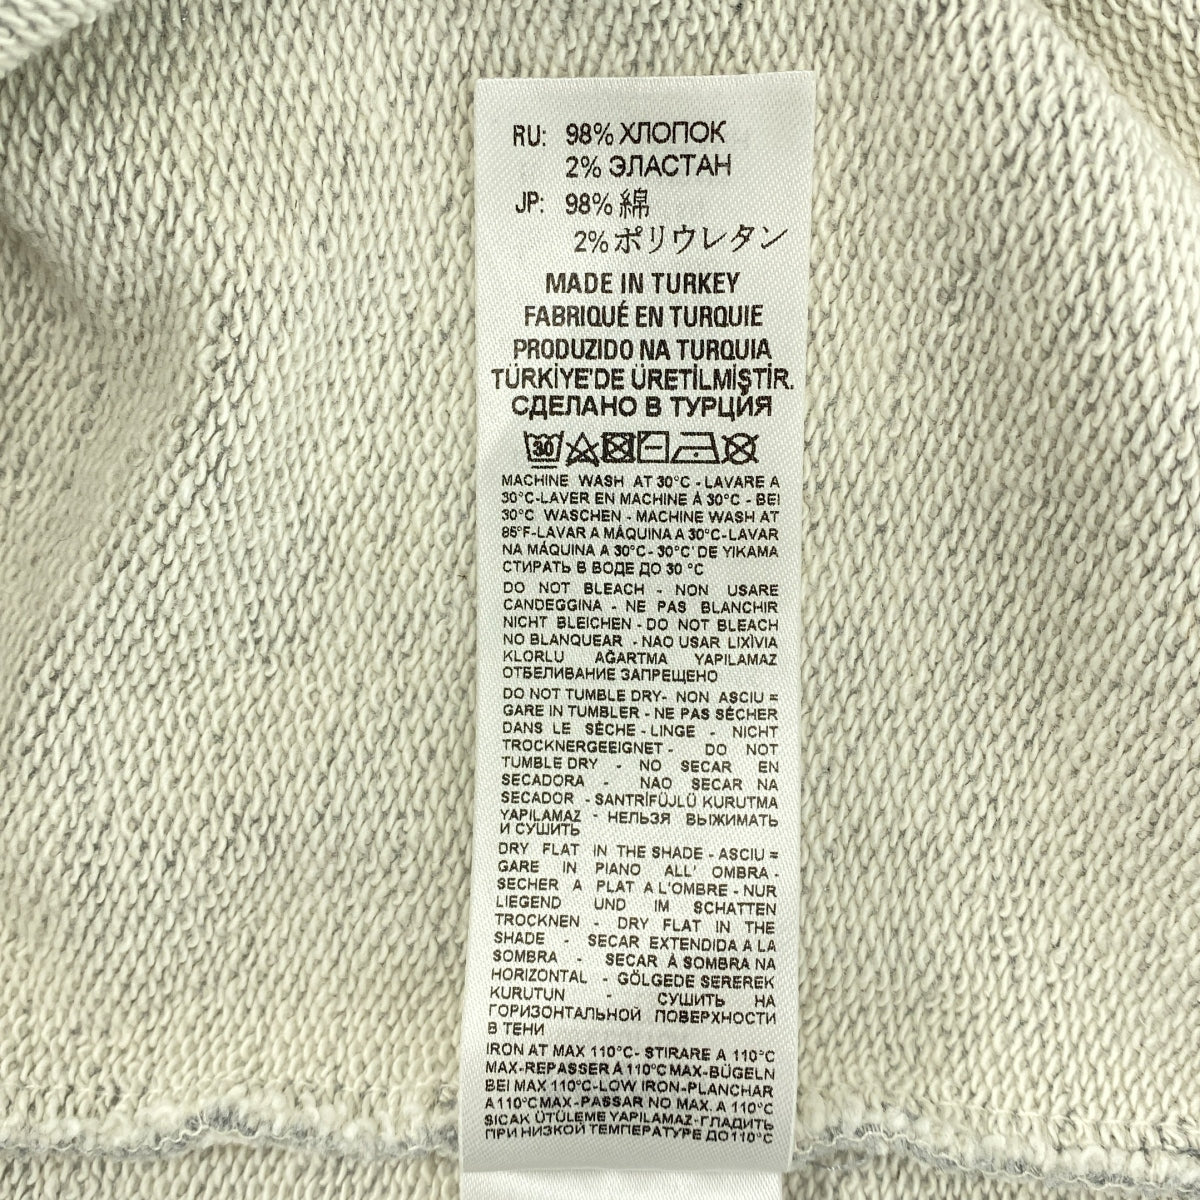 RU: 98% ХЛОПОК
2% ЭЛАСТАН
JP: 98% 綿
2% ポリウレタン
MADE IN TURKEY
FABRIQUÉ EN TURQUIE
PRODUZIDO NA TURQUIA
TÜRKİYE'DE ÜRETİLMİŞTİR.
СДЕЛАНО В ТУРЦИЯ
30
MACHINE WASH AT 30°C - LAVARE A
30°C-LAVER EN MACHINE À 30°C - BEI
30°C WASCHEN - MACHINE WASH AT
85°F-LAVAR A MÁQUINA A 30°C-LAVAR
NA MÁQUINA A 30°C- 30°C' DE YIKAMA
СТИРАТЬ В ВОДЕ ДО 30 °C
DO NOT BLEACH - NON USARE
CANDEGGINA - NE PAS BLANCHIR
NICHT BLEICHEN - DO NOT BLEACH
NO BLANQUEAR - NAO USAR LIXÌVIA
KLORLU AĞARTMA YAPILAMAZ
ОТБЕЛИВАНИЕ ЗАПРЕЩЕНО
DO NOT TUMBLE DRY- NON ASCIU =
GARE IN TUMBLER - NE PAS SÉCHER
DANS LE SÈCHE - LINGE - NICHT
TROCKNERGEEIGNET - DO NOT
TUMBLE DRY - NO SECAR EN
SECADORA - NAO SECAR NA
SECADOR - SANTRİFÜJLÜ KURUTMA
YAPILAMAZ - НЕЛЬЗЯ ВЫЖИМАТЬ
И СУШИТЬ
DRY FLAT IN THE SHADE - ASCIU =
GARE IN PIANO ALL' OMBRA -
SECHER A PLAT A L'OMBRE - NUR
LIEGEND UND IM SCHATTEN
TROCKNEN - DRY FLAT IN THE
SHADE - SECAR EXTENDIDA A LA
SOMBRA - SECAR Á SOMBRA NA
HORIZONTAL - GÖLGEDE SEREREK
KURUTUN - СУШИТЬ НА
ГОРИЗОНТАЛЬНОЙ ПОВЕРХНОСТИ
В ТЕНИ
IRON AT MAX 110°C- STIRARE A 110°C
MAX-REPASSER À 110°C MAX-BÜGELN
BEI MAX 110°C-LOW IRON-PLANCHAR
A 110°C MAX-PASSAR NO MAX. A 110°C
SICAK ÜTÜLEME YAPILAMAZ-ГЛАДИТЬ
ПРИ НИЗКОЙ ТЕМПЕРАТУРЕ ДО 110°C